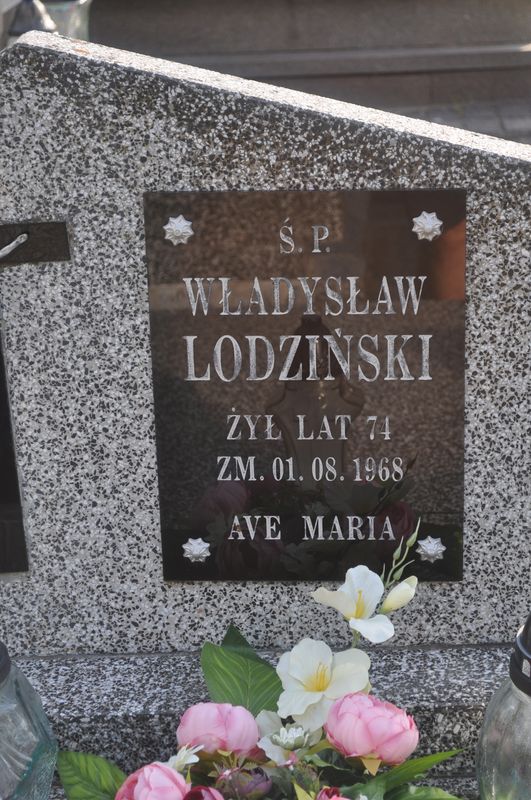 Ś. P.
WŁADYSŁAW
LODZIŃSKI
ŻYŁ LAT 74
ZM. 01. 08. 1968
AVE MARIA